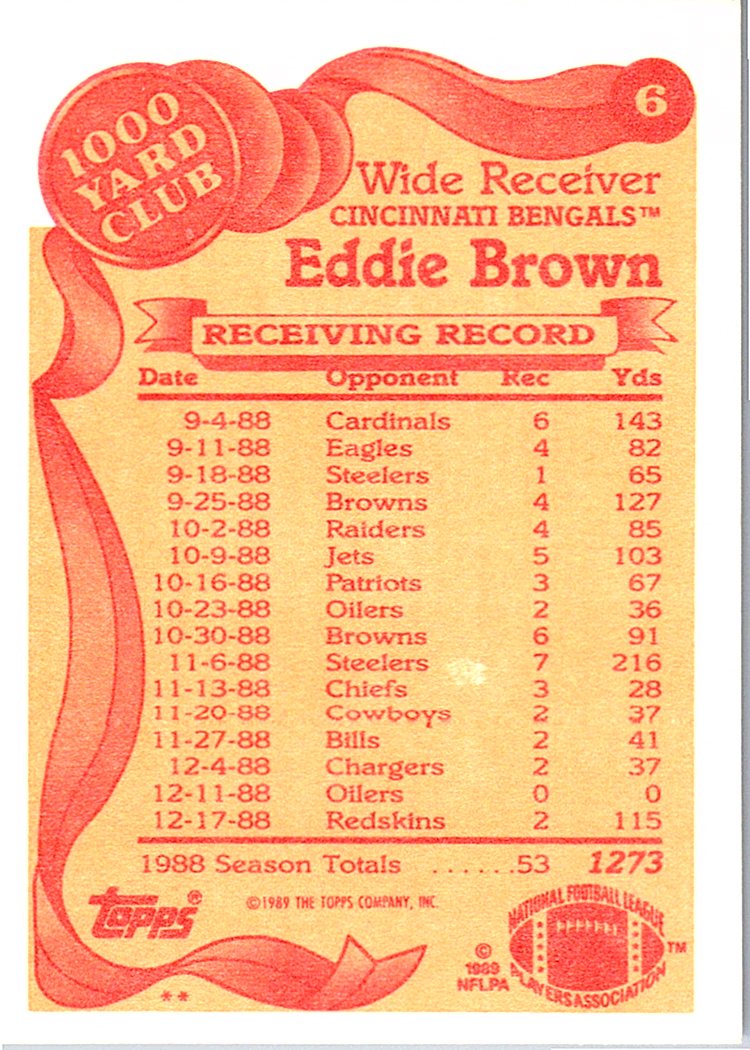 6
1000
YARD
CLUB
Wide Receiver
CINCINNATI BENGALS™
Eddie Brown
RECEIVING RECORD
Date Opponent Rec Yds
9-4-88 Cardinals 6 143
9-11-88 Eagles 4 82
9-18-88 Steelers 1 65
9-25-88 Browns 4 127
10-2-88 Raiders 4 85
10-9-88 Jets 5 103
10-16-88 Patriots 3 67
10-23-88 Oilers 2 36
10-30-88 Browns 6 91
11-6-88 Steelers 7 216
11-13-88 Chiefs 3 28
11-20-88 Cowboys 2 37
11-27-88 Bills 2 41
12-4-88 Chargers 2 37
12-11-88 Oilers 0 0
12-17-88 Redskins 2 115
1988 Season Totals ......53 1273
topps®
©1989 THE TOPPS COMPANY, INC.
NATIONAL FOOTBALL LEAGUE
PLAYERS ASSOCIATION
™
©
1989
NFLPA
**